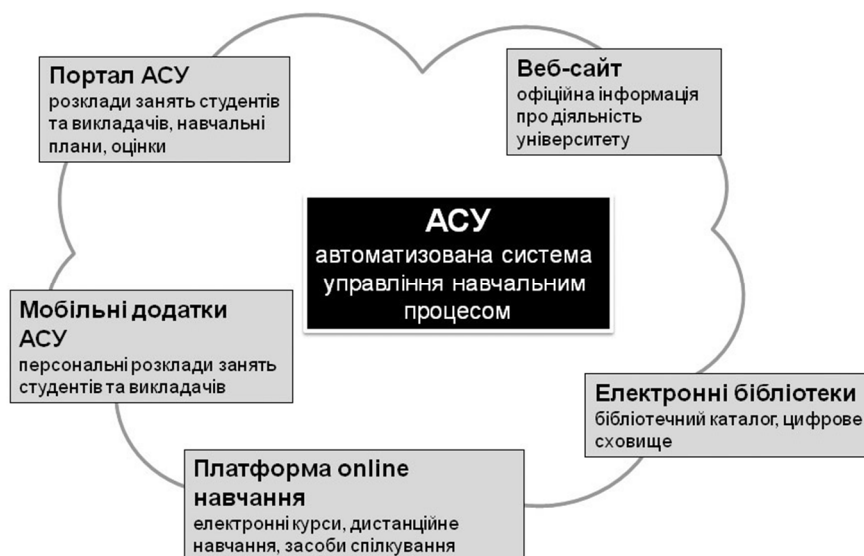 Портал АСУ
розклади занять студентів
та викладачів, навчальні
плани, оцінки
Веб-сайт
офіційна інформація
про діяльність
університету
АСУ
автоматизована система
управління навчальним
процесом
Мобільні додатки
АСУ
персональні розклади занять
студентів та викладачів
Електронні бібліотеки
бібліотечний каталог, цифрове
сховище
Платформа online
навчання
електронні курси, дистанційне
навчання, засоби спілкування